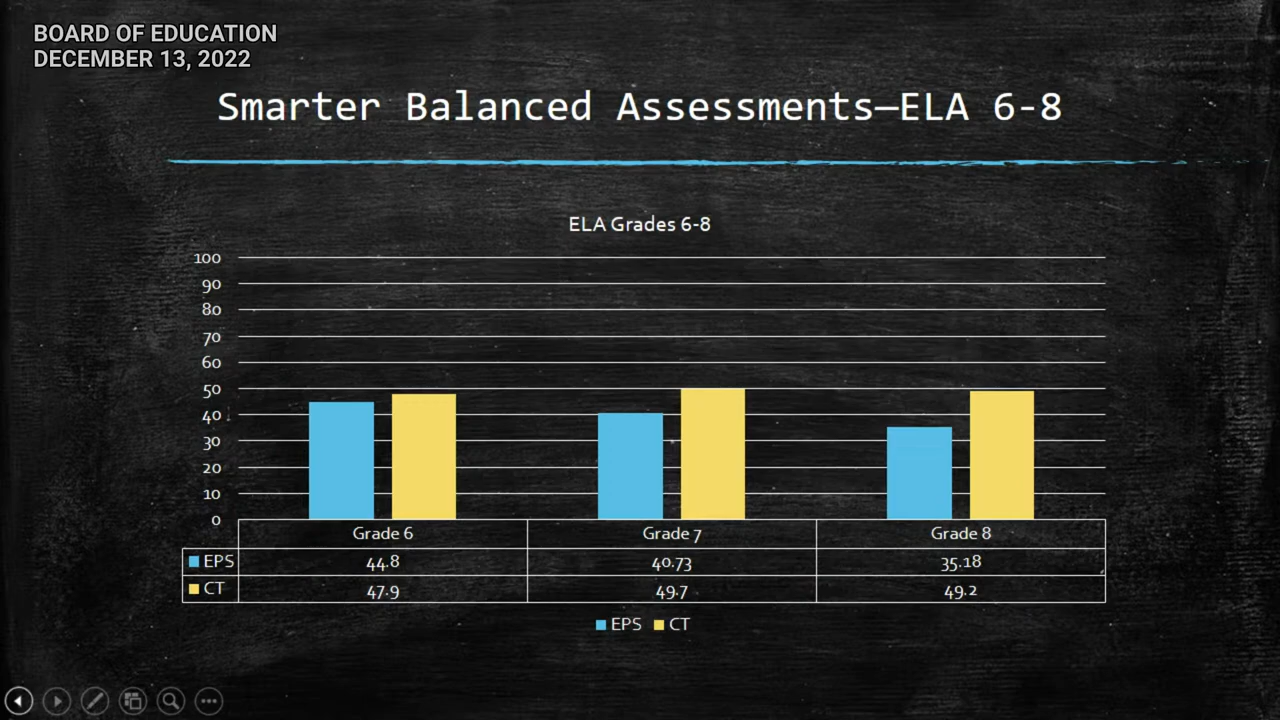 BOARD OF EDUCATION
DECEMBER 13, 2022
Smarter Balanced Assessments—ELA 6-8
ELA Grades 6-8
100
90
80
70
60
50
40
30
20
10
0
Grade 6 Grade 7 Grade 8
EPS 44.8 40.73 35.18
CT 47.9 49.7 49.2
EPS CT